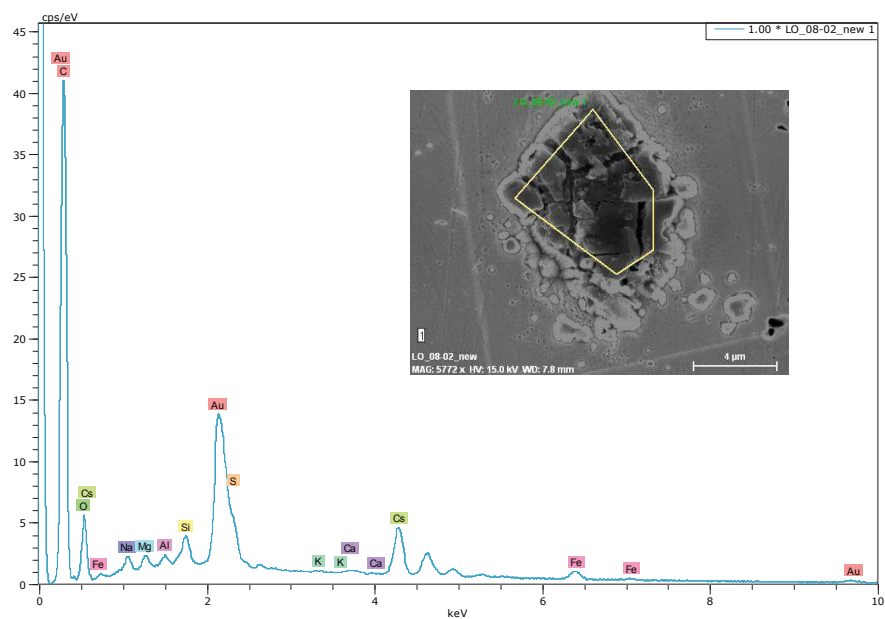 cps/eV
1.00 * LO_08-02_new 1
45
40
35
30
25
20
15
10
5
0
Au
C
Cs
O
Fe
Na
Mg
Al
Si
Au
S
K
K
Ca
Ca
Cs
Fe
Fe
Au
1
LO_08-02_new
MAG: 5772 x HV: 15.0 kV WD: 7.8 mm
4 µm
0
2
4
6
8
10
keV